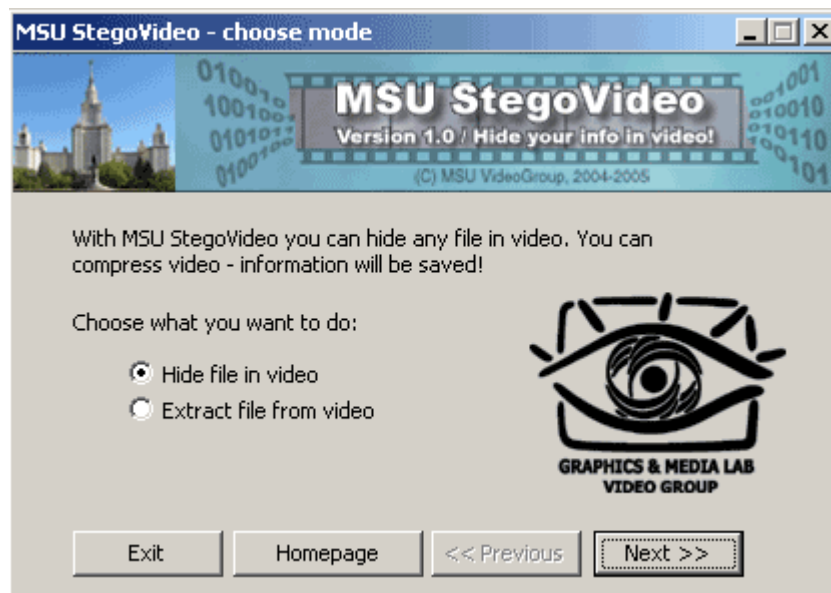 MSU StegoVideo - choose mode
MSU StegoVideo
Version 1.0 / Hide your info in video!
(C) MSU VideoGroup, 2004-2005
With MSU StegoVideo you can hide any file in video. You can
compress video - information will be saved!
Choose what you want to do:
Hide file in video
Extract file from video
GRAPHICS & MEDIA LAB
VIDEO GROUP
Exit
Homepage
<< Previous
Next >>